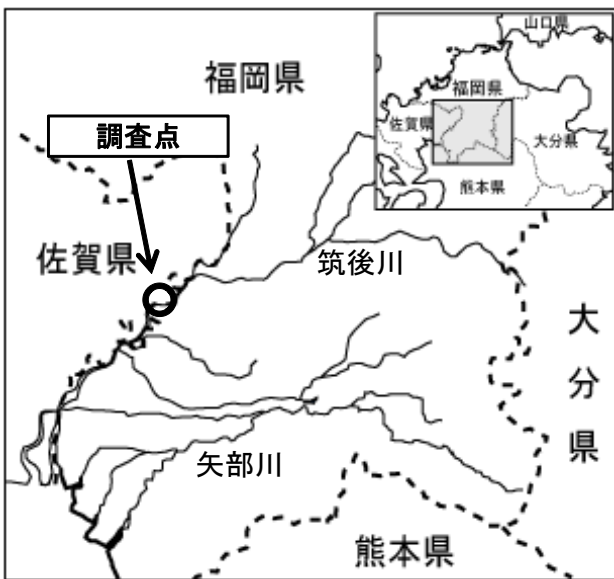 福岡県
調査点
佐賀県
筑後川
大分県
矢部川
熊本県
山口県
福岡県
佐賀県
大分県
熊本県